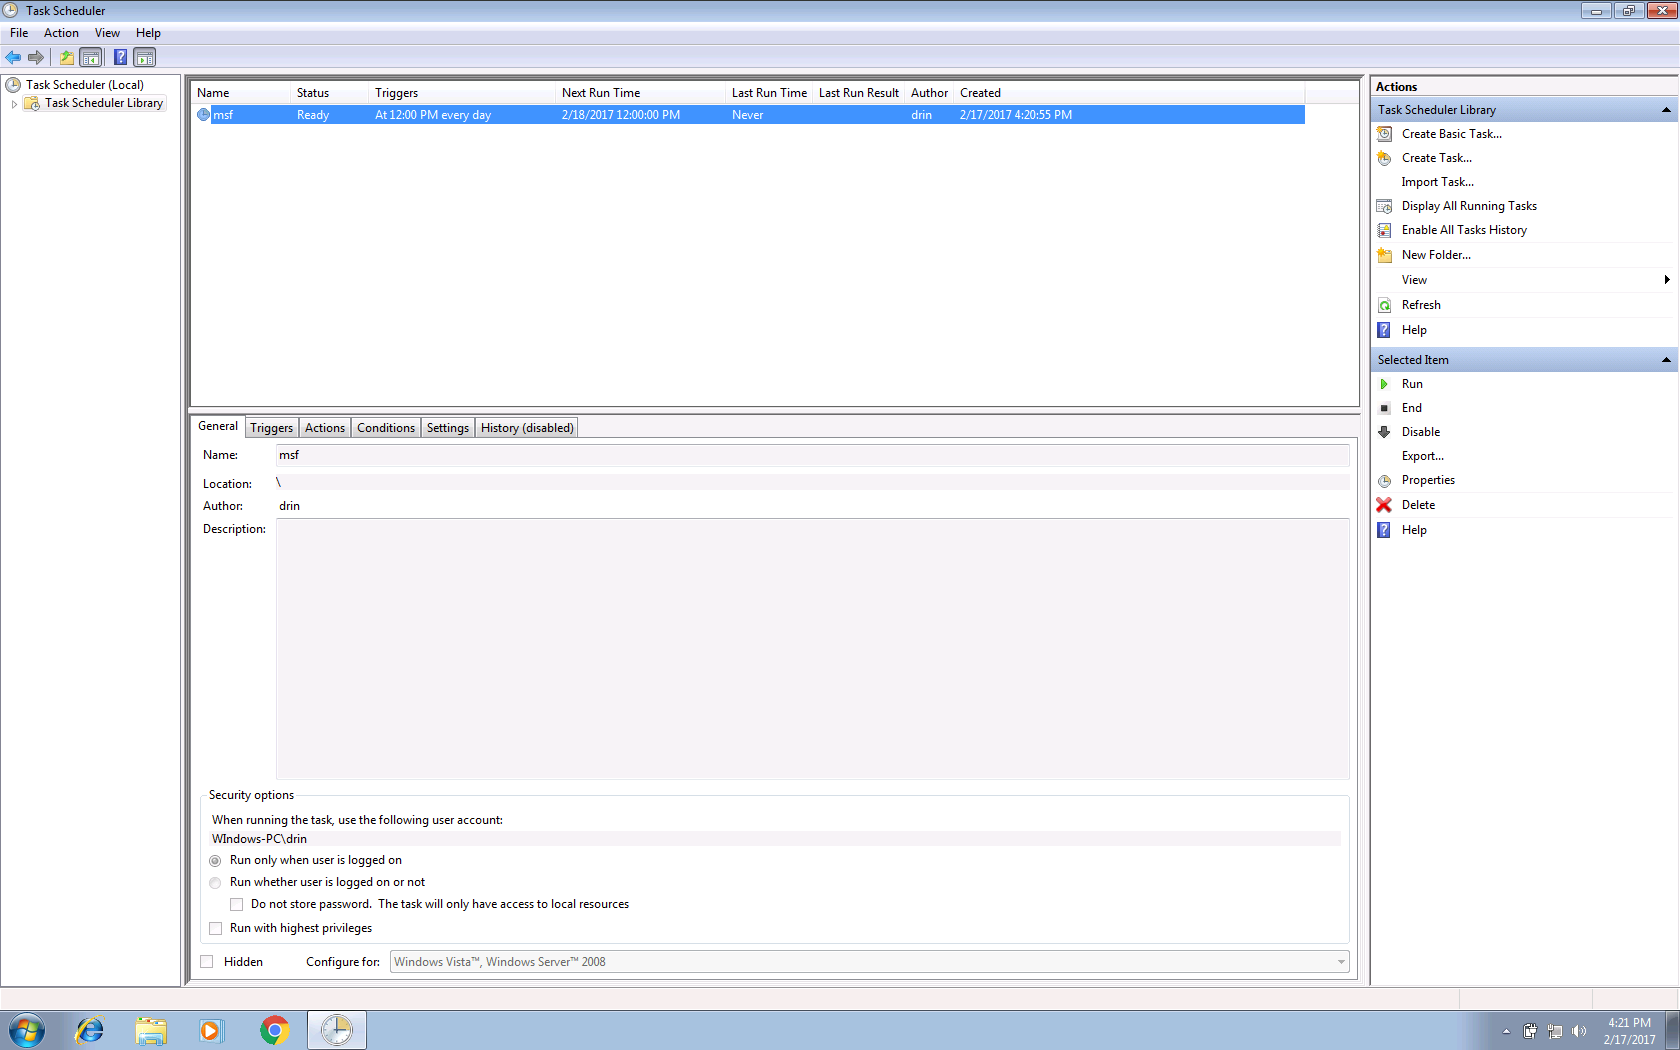 Task Scheduler
File Action View Help
Task Scheduler (Local)
Task Scheduler Library
Name Status Triggers Next Run Time Last Run Time Last Run Result Author Created
msf Ready At 12:00 PM every day 2/18/2017 12:00:00 PM Never drin 2/17/2017 4:20:55 PM
General Triggers Actions Conditions Settings History (disabled)
Name: msf
Location: \
Author: drin
Description:
Security options
When running the task, use the following user account:
WIndows-PC\drin
Run only when user is logged on
Run whether user is logged on or not
Do not store password. The task will only have access to local resources
Run with highest privileges
Hidden Configure for: Windows Vista™, Windows Server™ 2008
Actions
Task Scheduler Library
Create Basic Task...
Create Task...
Import Task...
Display All Running Tasks
Enable All Tasks History
New Folder...
View
Refresh
Help
Selected Item
Run
End
Disable
Export...
Properties
Delete
Help
4:21 PM
2/17/2017